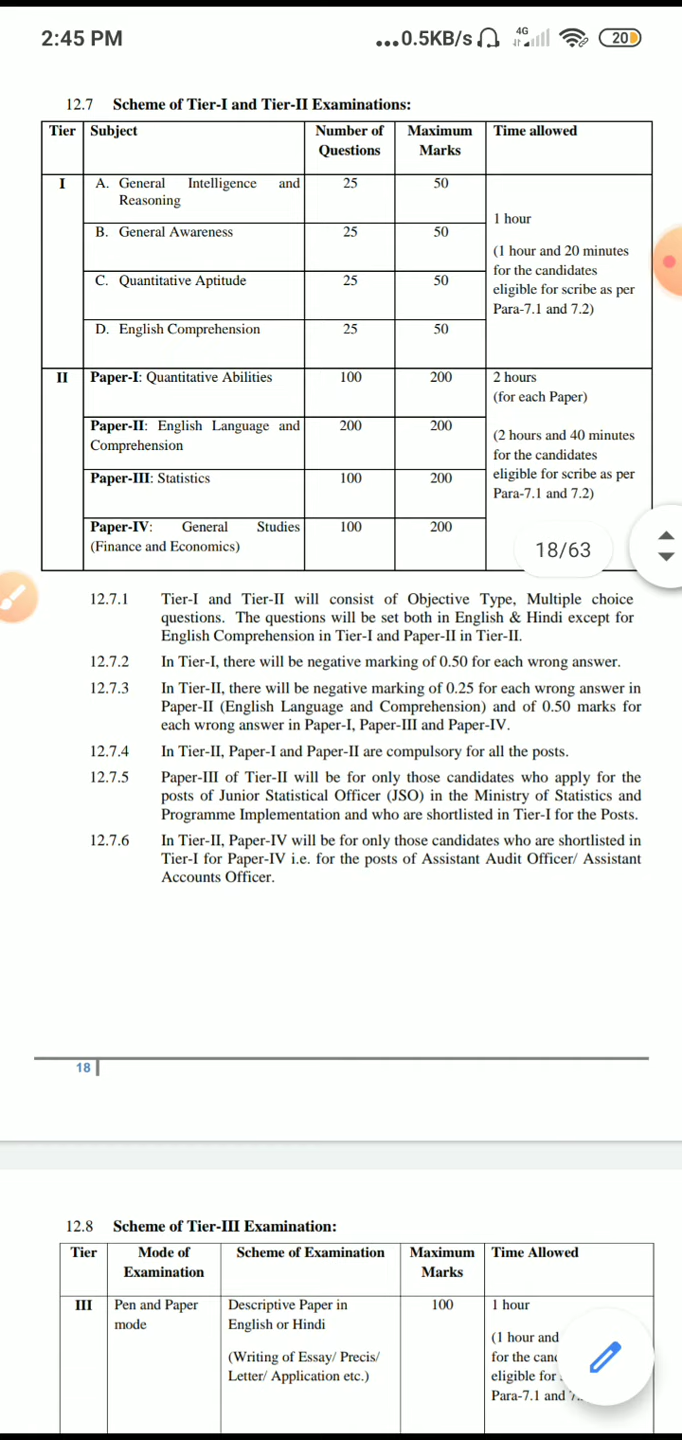 2:45 PM
...0.5KB/s 4G 20
12.7 Scheme of Tier-I and Tier-II Examinations:
Tier Subject Number of Questions Maximum Marks Time allowed
I A. General Intelligence and Reasoning 25 50
B. General Awareness 25 50
C. Quantitative Aptitude 25 50
D. English Comprehension 25 50
1 hour
(1 hour and 20 minutes
for the candidates
eligible for scribe as per
Para-7.1 and 7.2)
II Paper-I: Quantitative Abilities 100 200
Paper-II: English Language and Comprehension 200 200
Paper-III: Statistics 100 200
Paper-IV: General Studies (Finance and Economics) 100 200
2 hours
(for each Paper)
(2 hours and 40 minutes
for the candidates
eligible for scribe as per
Para-7.1 and 7.2)
18/63
12.7.1 Tier-I and Tier-II will consist of Objective Type, Multiple choice
questions. The questions will be set both in English & Hindi except for
English Comprehension in Tier-I and Paper-II in Tier-II.
12.7.2 In Tier-I, there will be negative marking of 0.50 for each wrong answer.
12.7.3 In Tier-II, there will be negative marking of 0.25 for each wrong answer in
Paper-II (English Language and Comprehension) and of 0.50 marks for
each wrong answer in Paper-I, Paper-III and Paper-IV.
12.7.4 In Tier-II, Paper-I and Paper-II are compulsory for all the posts.
12.7.5 Paper-III of Tier-II will be for only those candidates who apply for the
posts of Junior Statistical Officer (JSO) in the Ministry of Statistics and
Programme Implementation and who are shortlisted in Tier-I for the Posts.
12.7.6 In Tier-II, Paper-IV will be for only those candidates who are shortlisted in
Tier-I for Paper-IV i.e. for the posts of Assistant Audit Officer/ Assistant
Accounts Officer.
18
12.8 Scheme of Tier-III Examination:
Tier Mode of Examination Scheme of Examination Maximum Marks Time Allowed
III Pen and Paper mode
Descriptive Paper in
English or Hindi
(Writing of Essay/ Precis/
Letter/ Application etc.)
100
1 hour
(1 hour and
for the
eligible for
Para-7.1 and